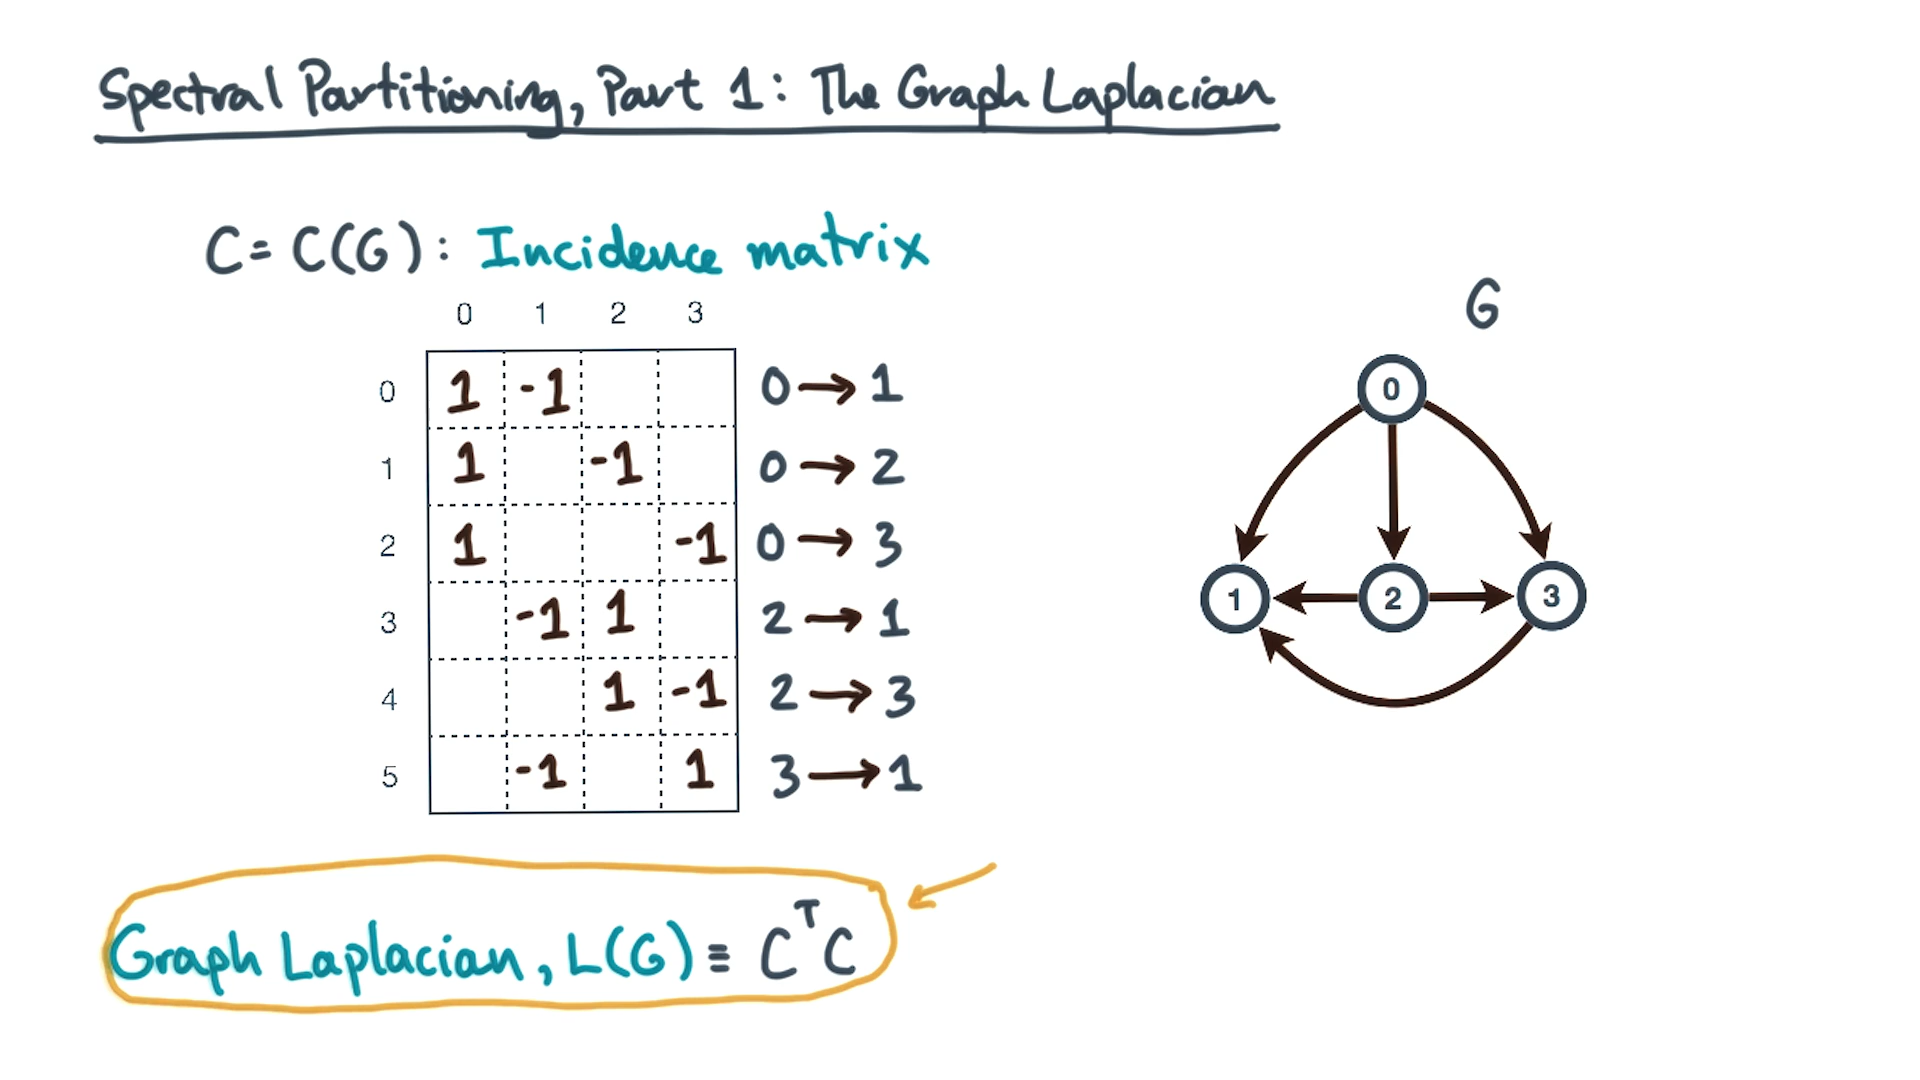 Spectral Partitioning, Part 1: The Graph Laplacian
C = C(G): Incidence matrix
0 1 2 3
0 1 -1 0 → 1
1 1 -1 0 → 2
2 1 -1 0 → 3
3 -1 1 2 → 1
4 1 -1 2 → 3
5 -1 1 3 → 1
G
0
1 2 3
Graph Laplacian, L(G) ≡ CᵀC